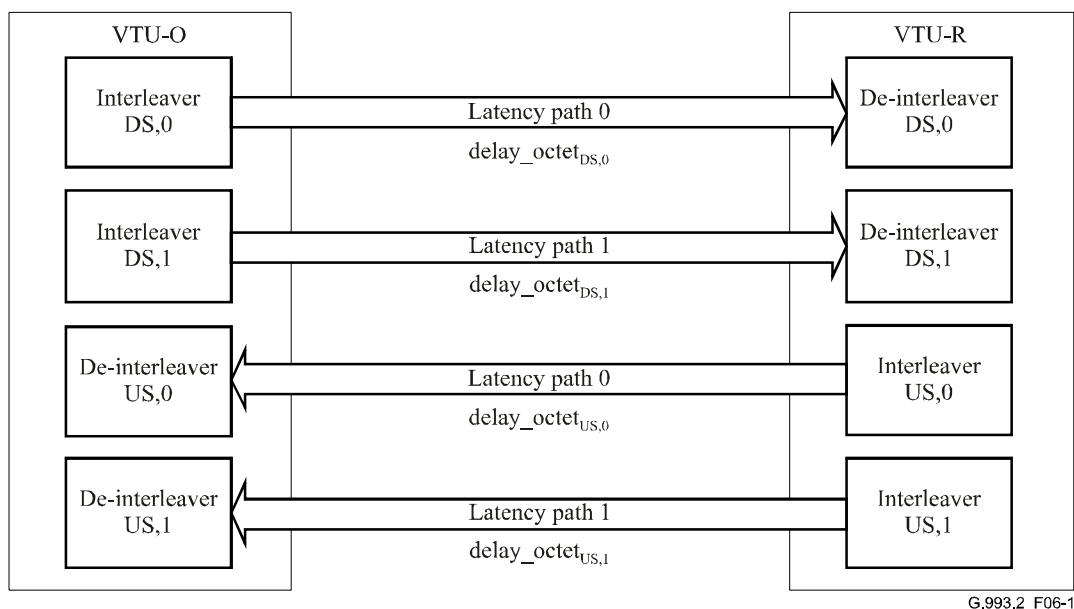 VTU-O
VTU-R
Interleaver
DS,0
Latency path 0
delay_octetDS,0
De-interleaver
DS,0
Interleaver
DS,1
Latency path 1
delay_octetDS,1
De-interleaver
DS,1
De-interleaver
US,0
Latency path 0
delay_octetUS,0
Interleaver
US,0
De-interleaver
US,1
Latency path 1
delay_octetUS,1
Interleaver
US,1
G.993.2_F06-1